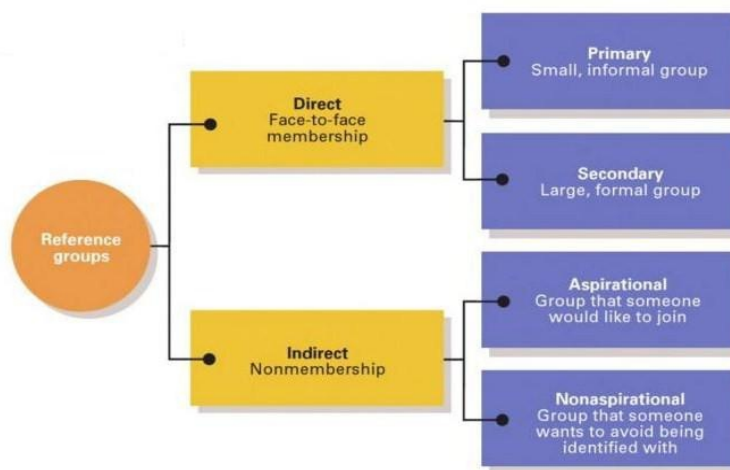 Reference
groups
Direct
Face-to-face
membership
Indirect
Nonmembership
Primary
Small, informal group
Secondary
Large, formal group
Aspirational
Group that someone
would like to join
Nonaspirational
Group that someone
wants to avoid being
identified with